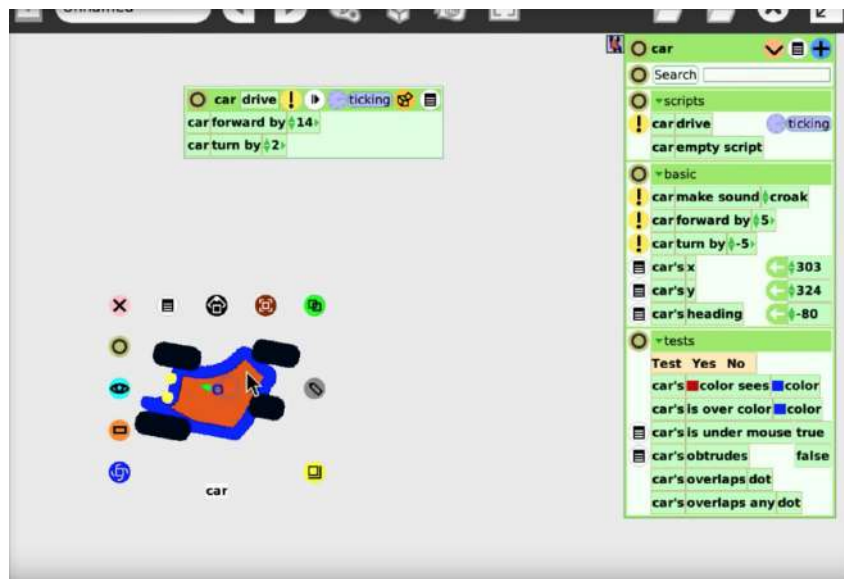 Unnamed
car drive ! ticking
car forward by 14
car turn by 2
car
car
Search
scripts
! car drive ticking
car empty script
basic
! car make sound croak
! car forward by 5
! car turn by -5
car's x 303
car's y 324
car's heading -80
tests
Test Yes No
car's color sees color
car's is over color color
car's is under mouse true
car's obtrudes false
car's overlaps dot
car's overlaps any dot